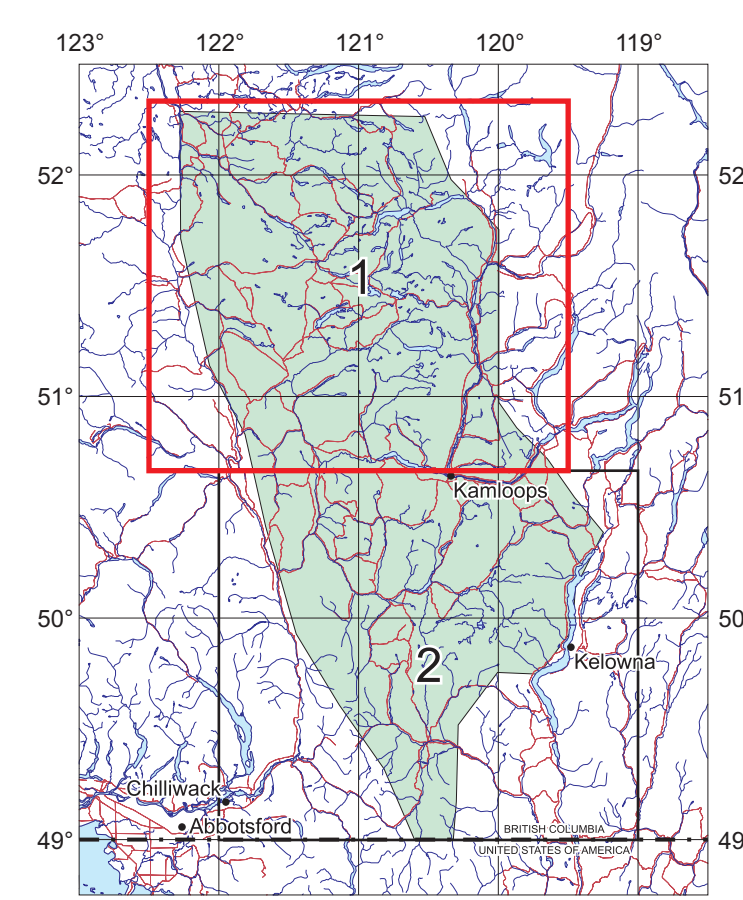 123° 122° 121° 120° 119°
52° 52
1
51° 51
Kamloops
50° 50
2
Kelowna
Chilliwack
Abbotsford
BRITISH COLUMBIA
49° 49
UNITED STATES OF AMERICA